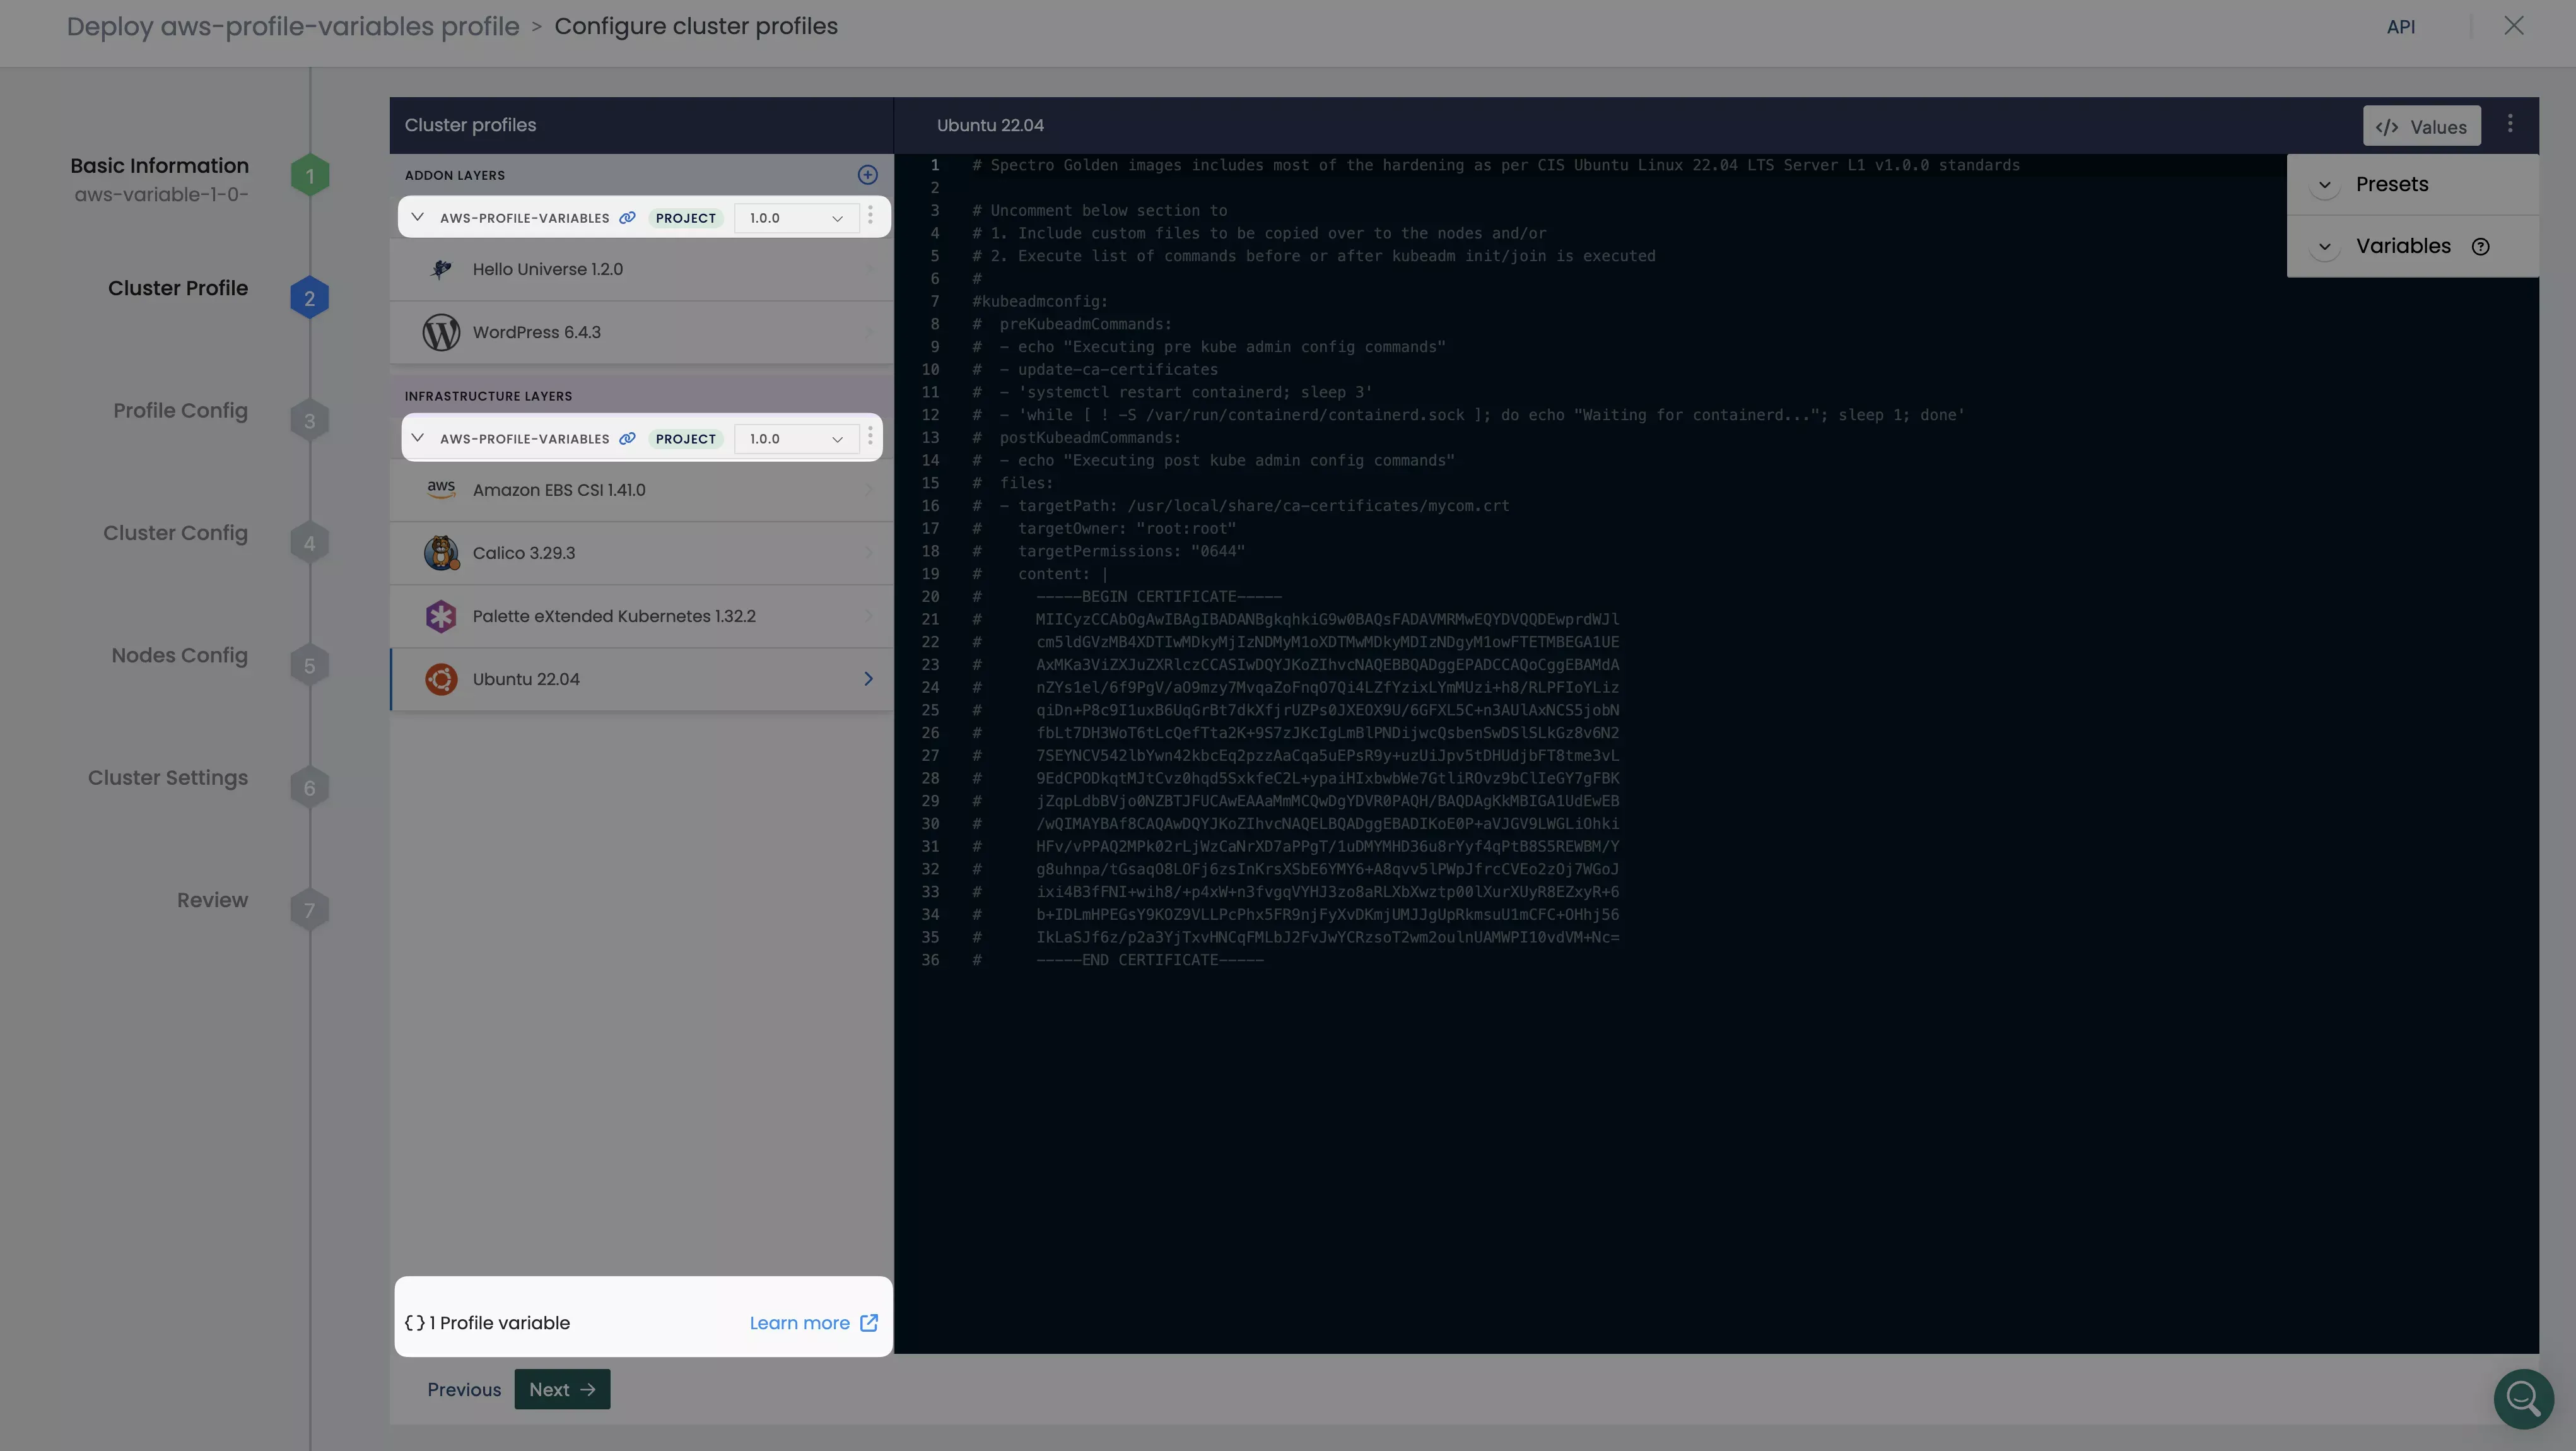 Deploy aws-profile-variables profile > Configure cluster profiles
API
Basic Information
aws-variable-1-0-
1
Cluster Profile
2
Profile Config
3
Cluster Config
4
Nodes Config
5
Cluster Settings
6
Review
7
Cluster profiles
ADDON LAYERS
AWS-PROFILE-VARIABLES PROJECT 1.0.0
Hello Universe 1.2.0
WordPress 6.4.3
INFRASTRUCTURE LAYERS
AWS-PROFILE-VARIABLES PROJECT 1.0.0
aws Amazon EBS CSI 1.41.0
Calico 3.29.3
Palette eXtended Kubernetes 1.32.2
Ubuntu 22.04
{} 1 Profile variable Learn more
Previous Next
Ubuntu 22.04
</> Values
Presets
Variables ?
1 # Spectro Golden images includes most of the hardening as per CIS Ubuntu Linux 22.04 LTS Server L1 v1.0.0 standards
2
3 # Uncomment below section to
4 # 1. Include custom files to be copied over to the nodes and/or
5 # 2. Execute list of commands before or after kubeadm init/join is executed
6 #
7 #kubeadmconfig:
8 #  preKubeadmCommands:
9 #  - echo "Executing pre kube admin config commands"
10 #  - update-ca-certificates
11 #  - 'systemctl restart containerd; sleep 3'
12 #  - 'while [ ! -S /var/run/containerd/containerd.sock ]; do echo "Waiting for containerd..."; sleep 1; done'
13 #  postKubeadmCommands:
14 #  - echo "Executing post kube admin config commands"
15 #  files:
16 #  - targetPath: /usr/local/share/ca-certificates/mycom.crt
17 #    targetOwner: "root:root"
18 #    targetPermissions: "0644"
19 #    content: |
20 #      -----BEGIN CERTIFICATE-----
21 #      MIICyzCCAbOgAwIBAgIBADANBgkqhkiG9w0BAQsFADAVMRMwEQYDVQQDEwprdWJl
22 #      cm5ldGVzMB4XDTIwMDkyMjIzNDMyM1oXDTMwMDkyMDIzNDgyM1owFTETMBEGA1UE
23 #      AxMKa3ViZXJuZXRlczCCASIwDQYJKoZIhvcNAQEBBQADggEPADCCAQoCggEBAMdA
24 #      nZYs1el/6f9PgV/aO9mzy7MvqaZoFnqO7Qi4LZfYzixLYmMUzi+h8/RLPFIoYLiz
25 #      qiDn+P8c9I1uxB6UqGrBt7dkXfjrUZPs0JXEOX9U/6GFXL5C+n3AUlAxNCS5jobN
26 #      fbLt7DH3WoT6tLcQefTta2K+9S7zJKcIgLmBlPNDijwcQsbenSwDSlSLkGz8v6N2
27 #      7SEYNCV542lbYwn42kbcEq2pzzAaCqa5uEPsR9y+uzUiJpv5tDHUdjbFT8tme3vL
28 #      9EdCPODkqtMJtCvz0hqd5SxkfeC2L+ypaiHIxbwbWe7GtliROvz9bClIeGY7gFBK
29 #      jZqpLdbBVjo0NZBTJFUCAwEAAaMmMCQwDgYDVR0PAQH/BAQDAgKkMBIGA1UdEwEB
30 #      /wQIMAYBAf8CAQAwDQYJKoZIhvcNAQELBQADggEBADIKoE0P+aVJGV9LWGLiOhki
31 #      HFv/vPPAQ2MPk02rLjWzCaNrXD7aPPgT/1uDMYMHD36u8rYyf4qPtB8S5REWBM/Y
32 #      g8uhnpa/tGsaqO8LOFj6zsInKrsXSbE6YMY6+A8qvv5lPWpJfrcCVEo2zOj7WGoJ
33 #      ixi4B3fFNI+wih8/+p4xW+n3fvgqVYHJ3zo8aRLXbXwztp00lXurXUyR8EZxyR+6
34 #      b+IDLmHPEGsY9KOZ9VLLPcPhx5FR9njFyXvDKmjUMJJgUpRkmsuU1mCFC+OHhj56
35 #      IkLaSJf6z/p2a3YjTxvHNCqFMLbJ2FvJwYCRzsoT2wm2oulnUAMWPI10vdVM+Nc=
36 #      -----END CERTIFICATE-----